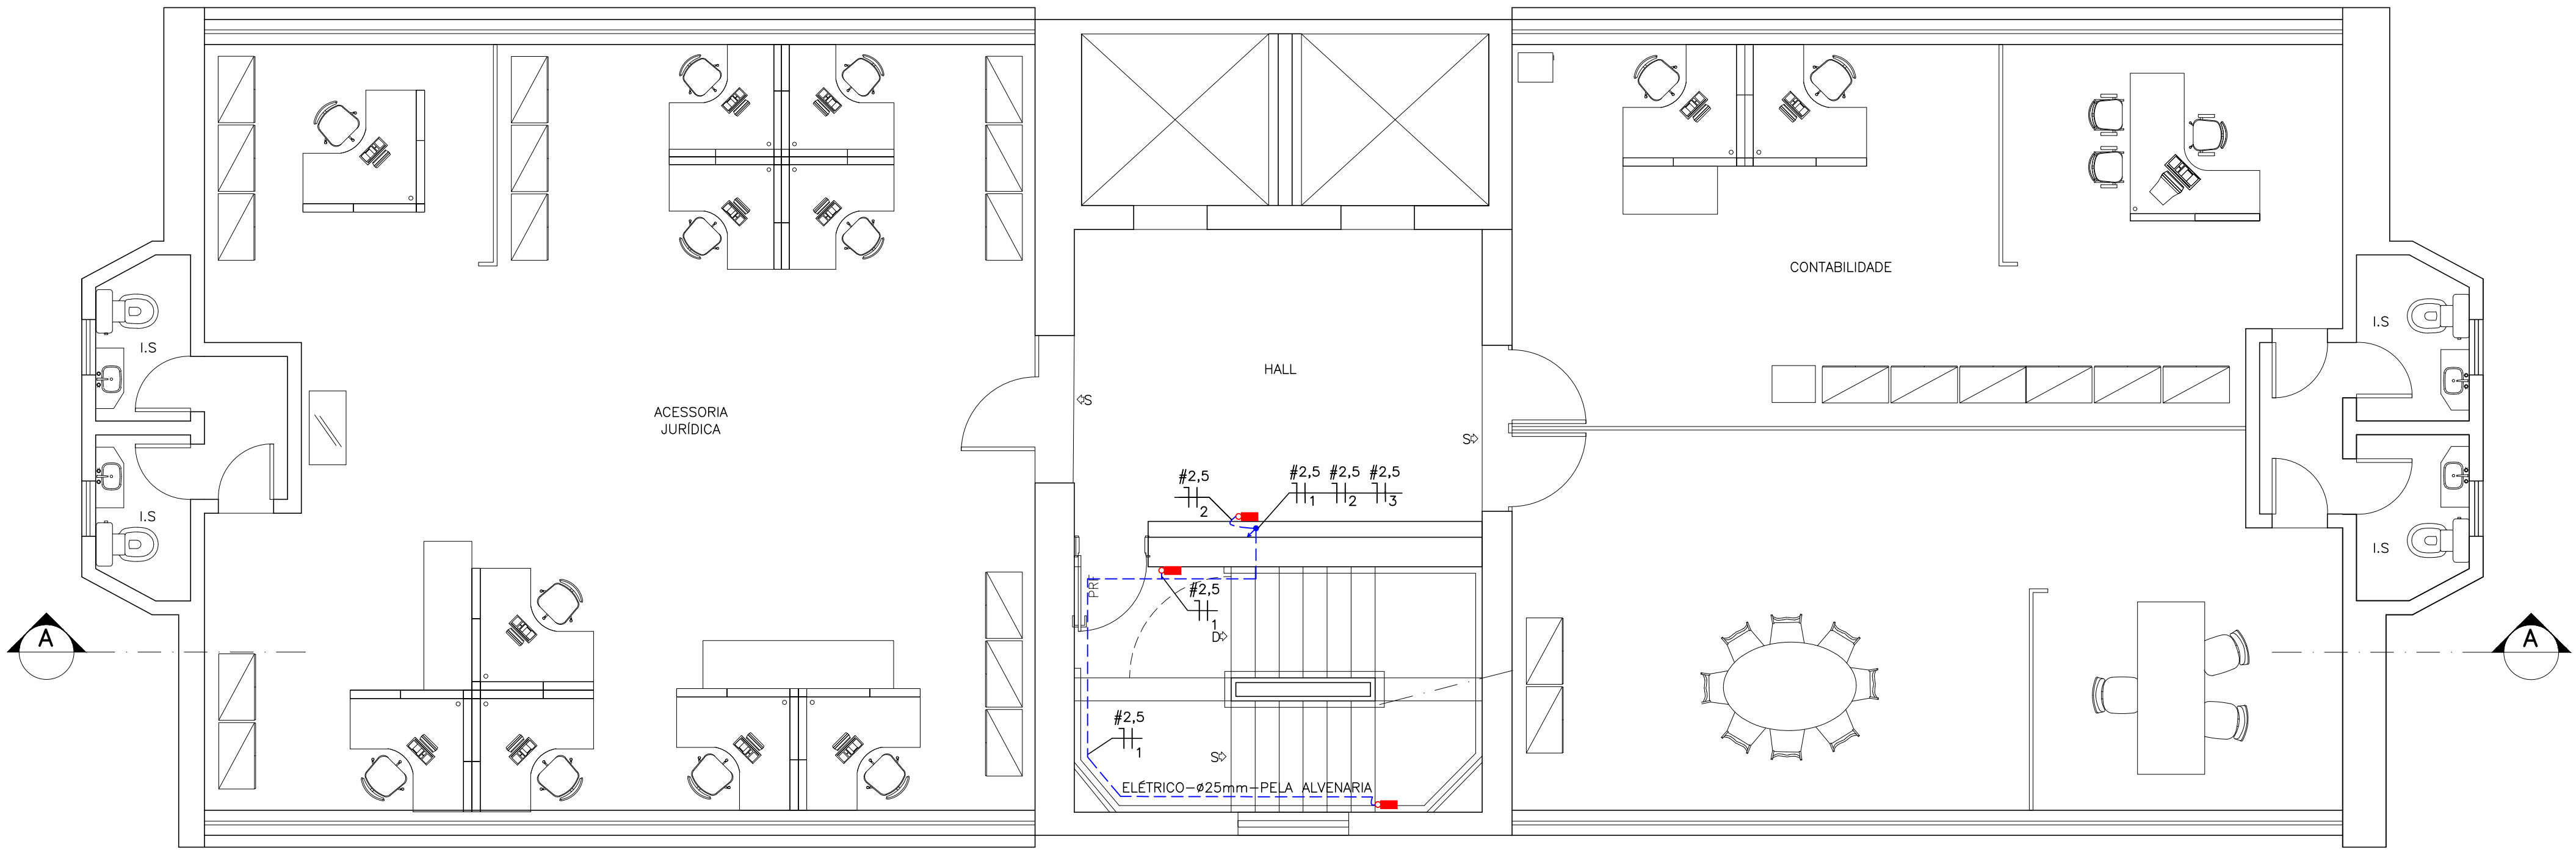 CONTABILIDADE
I.S
I.S
HALL
S
ACESSORIA
JURÍDICA
S
#2,5
2
#2,5 #2,5 #2,5
1 2 3
I.S
I.S
PRF
#2,5
1
D
A
A
#2,5
1
S
ELÉTRICO-ø25mm-PELA ALVENARIA